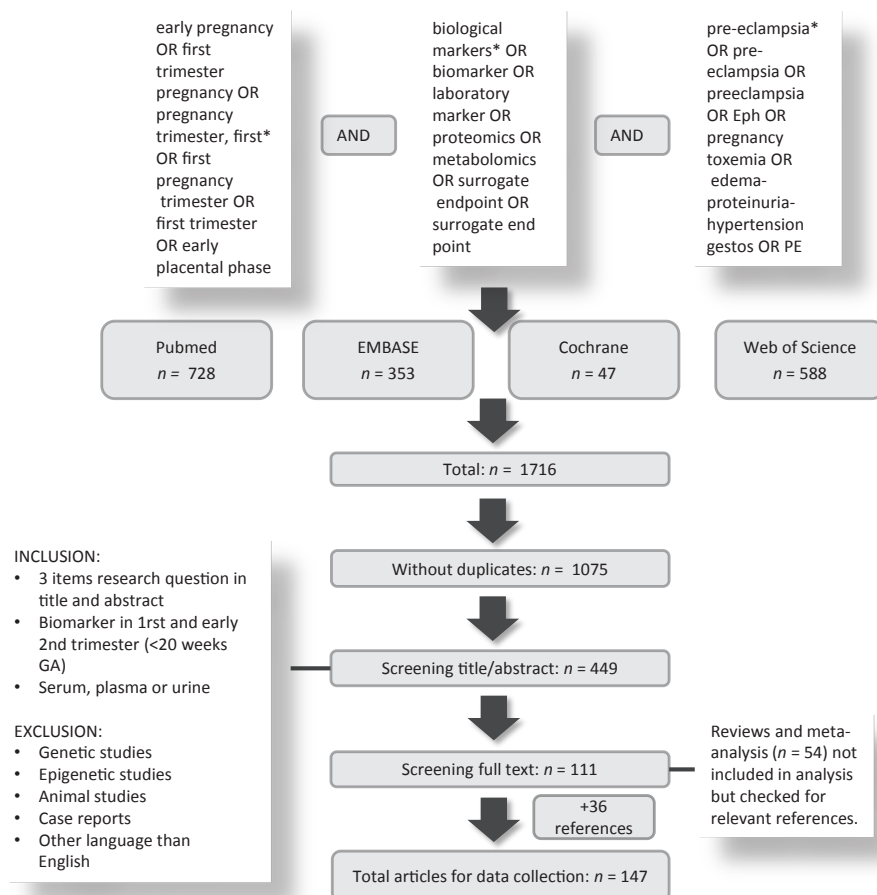 early pregnancy
OR first
trimester
pregnancy OR
pregnancy
trimester, first*
OR first
pregnancy
trimester OR
first trimester
OR early
placental phase
AND
biological
markers* OR
biomarker OR
laboratory
marker OR
proteomics OR
metabolomics
OR surrogate
endpoint OR
surrogate end
point
AND
pre-eclampsia*
OR pre-
eclampsia OR
preeclampsia
OR Eph OR
pregnancy
toxemia OR
edema-
proteinuria-
hypertension
gestos OR PE
Pubmed
n = 728
EMBASE
n = 353
Cochrane
n = 47
Web of Science
n = 588
Total: n = 1716
Without duplicates: n = 1075
INCLUSION:
• 3 items research question in
title and abstract
• Biomarker in 1rst and early
2nd trimester (<20 weeks
GA)
• Serum, plasma or urine
EXCLUSION:
• Genetic studies
• Epigenetic studies
• Animal studies
• Case reports
• Other language than
English
Screening title/abstract: n = 449
Screening full text: n = 111
Reviews and meta-
analysis (n = 54) not
included in analysis
but checked for
relevant references.
+36
references
Total articles for data collection: n = 147